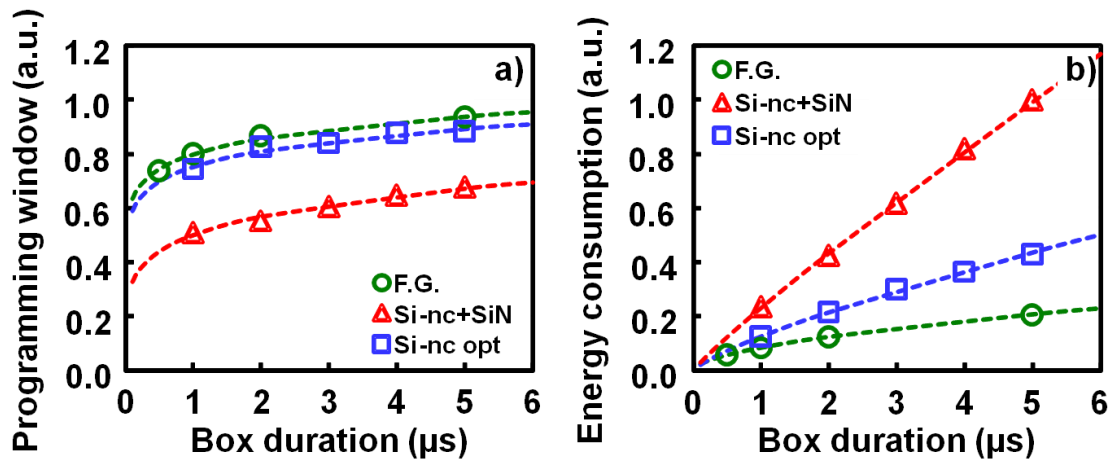 Programming window (a.u.)
1.2
1.0
0.8
0.6
0.4
0.2
0.0
a)
F.G.
Si-nc+SiN
Si-nc opt
0 1 2 3 4 5 6
Box duration (µs)
Energy consumption (a.u.)
1.2
1.0
0.8
0.6
0.4
0.2
0.0
b)
F.G.
Si-nc+SiN
Si-nc opt
0 1 2 3 4 5 6
Box duration (µs)